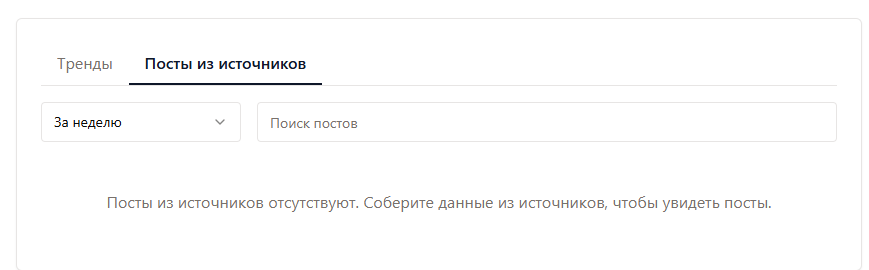 Тренды
Посты из источников
За неделю
Поиск постов
Посты из источников отсутствуют. Соберите данные из источников, чтобы увидеть посты.